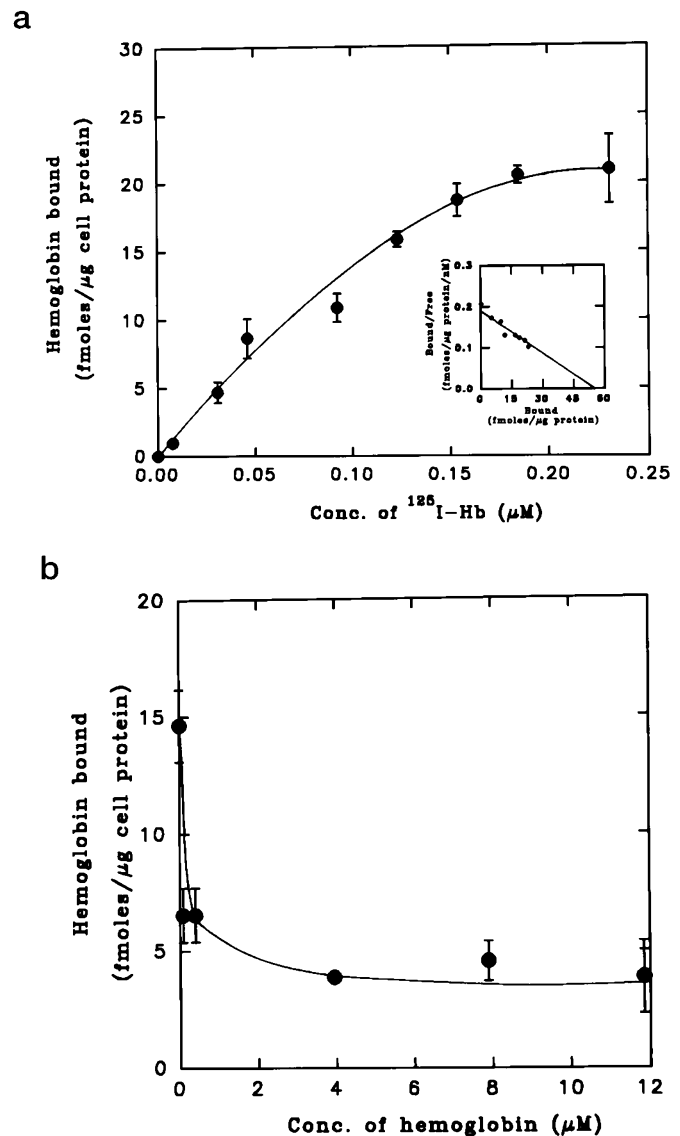 a
Hemoglobin bound
(fmoles/μg cell protein)
30
25
20
15
10
5
0
0.00 0.05 0.10 0.15 0.20 0.25
Conc. of ¹²⁵I-Hb (μM)
Bound/Free
(fmoles/μg protein/nM)
0.3
0.2
0.1
0.0
0 15 30 45 60
Bound
(fmoles/μg protein)
b
Hemoglobin bound
(fmoles/μg cell protein)
20
15
10
5
0
0 2 4 6 8 10 12
Conc. of hemoglobin (μM)